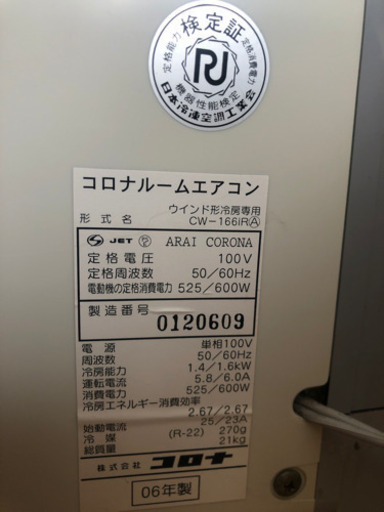 検定証
定格能力
定格消費電力
機器性能検定
日本冷凍空調工業会
コロナルームエアコン
ウインド形冷房専用
形式名 CW-166iRⒶ
JET ARAI CORONA
定格電圧 100V
定格周波数 50/60Hz
電動機の定格消費電力 525/600W
製造番号 0120609
電源 単相100V
周波数 50/60Hz
冷房能力 1.4/1.6kW
運転電流 5.8/6.0A
消費電力 525/600W
冷房エネルギー消費効率
2.67/2.67
始動電流 25/23A
冷媒 (R-22) 270g
総質量 21kg
株式会社 コロナ
06年製